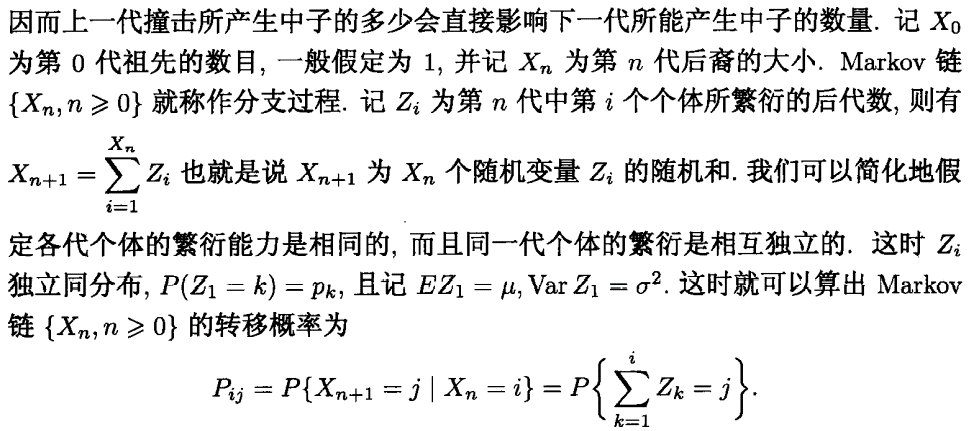 因而上一代撞击所产生中子的多少会直接影响下一代所能产生中子的数量. 记 X_0
为第 0 代祖先的数目, 一般假定为 1, 并记 X_n 为第 n 代后裔的大小. Markov 链
{X_n, n ⩾ 0} 就称作分支过程. 记 Z_i 为第 n 代中第 i 个个体所繁衍的后代数, 则有
X_{n+1} = \sum_{i=1}^{X_n} Z_i 也就是说 X_{n+1} 为 X_n 个随机变量 Z_i 的随机和. 我们可以简化地假
定各代个体的繁衍能力是相同的, 而且同一代个体的繁衍是相互独立的. 这时 Z_i
独立同分布, P(Z_1 = k) = p_k, 且记 EZ_1 = μ, Var Z_1 = σ^2. 这时就可以算出 Markov
链 {X_n, n ⩾ 0} 的转移概率为
P_{ij} = P{X_{n+1} = j | X_n = i} = P{\sum_{k=1}^{i} Z_k = j}.